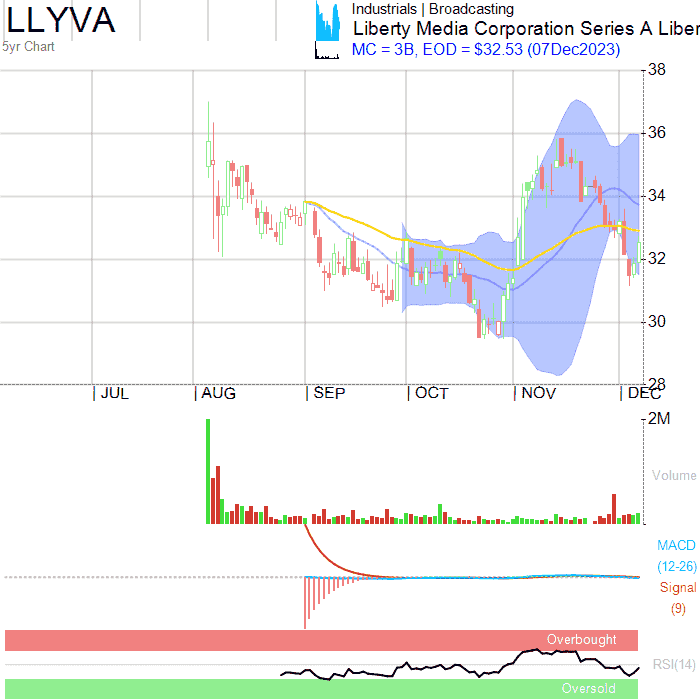 LLYVA
5yr Chart
Industrials | Broadcasting
Liberty Media Corporation Series A Liber
MC = 3B, EOD = $32.53 (07Dec2023)
38
36
34
32
30
28
JUL AUG SEP OCT NOV DEC
2M
Volume
MACD
(12-26)
Signal
(9)
Overbought
RSI(14)
Oversold